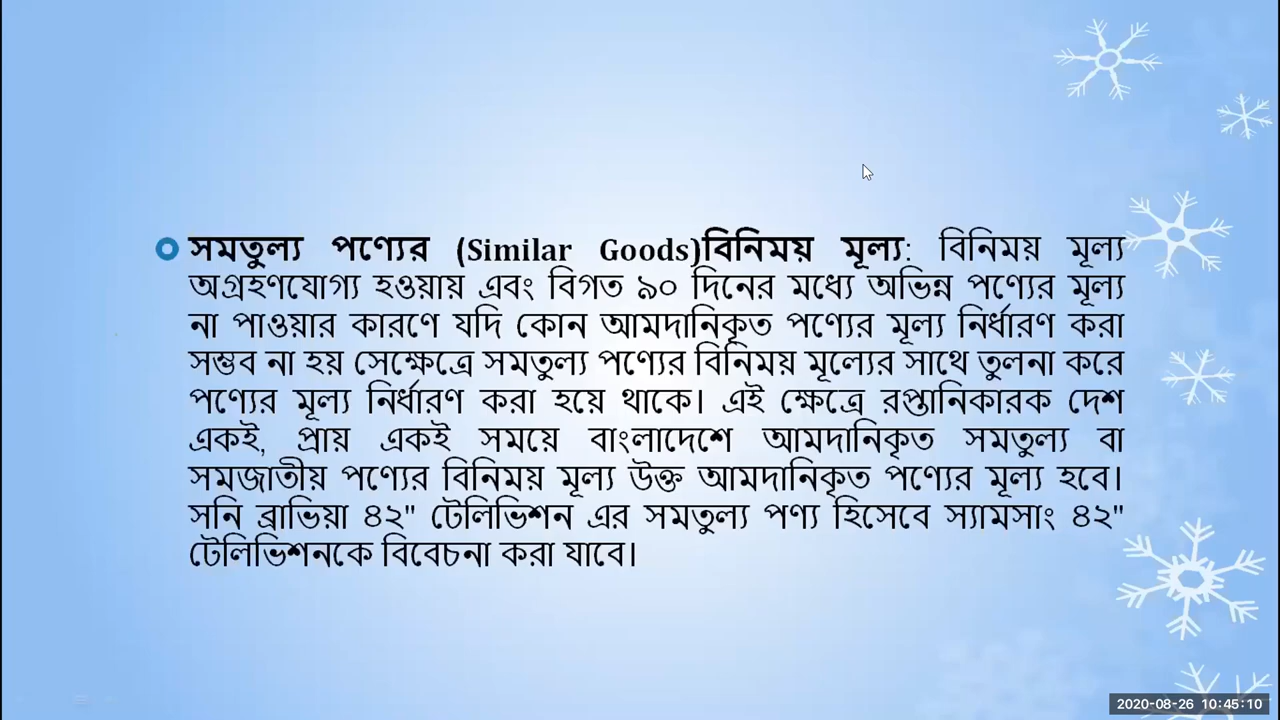 সমতুল্য পণ্যের (Similar Goods)বিনিময় মূল্য: বিনিময় মূল্য
অগ্রহণযোগ্য হওয়ায় এবং বিগত ৯০ দিনের মধ্যে অভিন্ন পণ্যের মূল্য
না পাওয়ার কারণে যদি কোন আমদানিকৃত পণ্যের মূল্য নির্ধারণ করা
সম্ভব না হয় সেক্ষেত্রে সমতুল্য পণ্যের বিনিময় মূল্যের সাথে তুলনা করে
পণ্যের মূল্য নির্ধারণ করা হয়ে থাকে। এই ক্ষেত্রে রপ্তানিকারক দেশ
একই, প্রায় একই সময়ে বাংলাদেশে আমদানিকৃত সমতুল্য বা
সমজাতীয় পণ্যের বিনিময় মূল্য উক্ত আমদানিকৃত পণ্যের মূল্য হবে।
সনি ব্রাভিয়া ৪২" টেলিভিশন এর সমতুল্য পণ্য হিসেবে স্যামসাং ৪২"
টেলিভিশনকে বিবেচনা করা যাবে।
2020-08-26 10:45:10